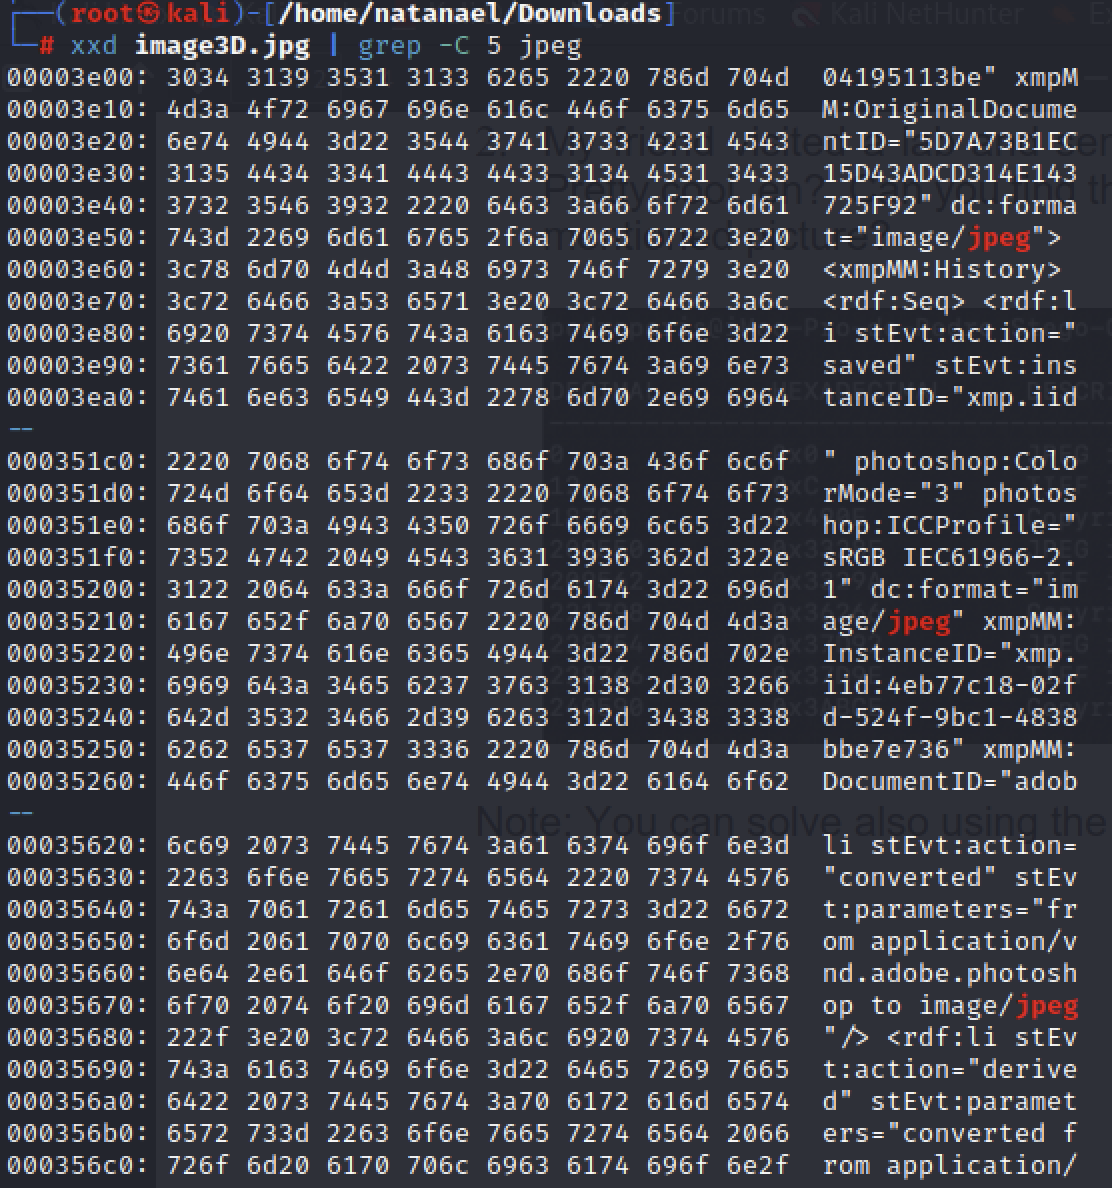 ┌──(root㉿kali)-[/home/natanael/Downloads]
└─# xxd image3D.jpg | grep -C 5 jpeg
00003e00: 3034 3139 3531 3133 6265 2220 786d 704d  04195113be" xmpM
00003e10: 4d3a 4f72 6967 696e 616c 446f 6375 6d65  M:OriginalDocume
00003e20: 6e74 4944 3d22 3544 3741 3733 4231 4543  ntID="5D7A73B1EC
00003e30: 3135 4434 3341 4443 4433 3134 4531 3433  15D43ADCD314E143
00003e40: 3732 3546 3932 2220 6463 3a66 6f72 6d61  725F92" dc:forma
00003e50: 743d 2269 6d61 6765 2f6a 7065 6722 3e20  t="image/jpeg">
00003e60: 3c78 6d70 4d4d 3a48 6973 746f 7279 3e20  <xmpMM:History>
00003e70: 3c72 6466 3a53 6571 3e20 3c72 6466 3a6c  <rdf:Seq> <rdf:l
00003e80: 6920 7374 4576 743a 6163 7469 6f6e 3d22  i stEvt:action="
00003e90: 7361 7665 6422 2073 7445 7674 3a69 6e73  saved" stEvt:ins
00003ea0: 7461 6e63 6549 443d 2278 6d70 2e69 6964  tanceID="xmp.iid
--
000351c0: 2220 7068 6f74 6f73 686f 703a 436f 6c6f  " photoshop:Colo
000351d0: 724d 6f64 653d 2233 2220 7068 6f74 6f73  rMode="3" photos
000351e0: 686f 703a 4943 4350 726f 6669 6c65 3d22  hop:ICCProfile="
000351f0: 7352 4742 2049 4543 3631 3936 362d 322e  sRGB IEC61966-2.
00035200: 3122 2064 633a 666f 726d 6174 3d22 696d  1" dc:format="im
00035210: 6167 652f 6a70 6567 2220 786d 704d 4d3a  age/jpeg" xmpMM:
00035220: 496e 7374 616e 6365 4944 3d22 786d 702e  InstanceID="xmp.
00035230: 6969 643a 3465 6237 3763 3138 2d30 3266  iid:4eb77c18-02f
00035240: 642d 3532 3466 2d39 6263 312d 3438 3338  d-524f-9bc1-4838
00035250: 6262 6537 6537 3336 2220 786d 704d 4d3a  bbe7e736" xmpMM:
00035260: 446f 6375 6d65 6e74 4944 3d22 6164 6f62  DocumentID="adob
--
00035620: 6c69 2073 7445 7674 3a61 6374 696f 6e3d  li stEvt:action=
00035630: 2263 6f6e 7665 7274 6564 2220 7374 4576  "converted" stEv
00035640: 743a 7061 7261 6d65 7465 7273 3d22 6672  t:parameters="fr
00035650: 6f6d 2061 7070 6c69 6361 7469 6f6e 2f76  om application/v
00035660: 6e64 2e61 646f 6265 2e70 686f 746f 7368  nd.adobe.photosh
00035670: 6f70 2074 6f20 696d 6167 652f 6a70 6567  op to image/jpeg
00035680: 222f 3e20 3c72 6466 3a6c 6920 7374 4576  "/> <rdf:li stEv
00035690: 743a 6163 7469 6f6e 3d22 6465 7269 7665  t:action="derive
000356a0: 6422 2073 7445 7674 3a70 6172 616d 6574  d" stEvt:paramet
000356b0: 6572 733d 2263 6f6e 7665 7274 6564 2066  ers="converted f
000356c0: 726f 6d20 6170 706c 6963 6174 696f 6e2f  rom application/